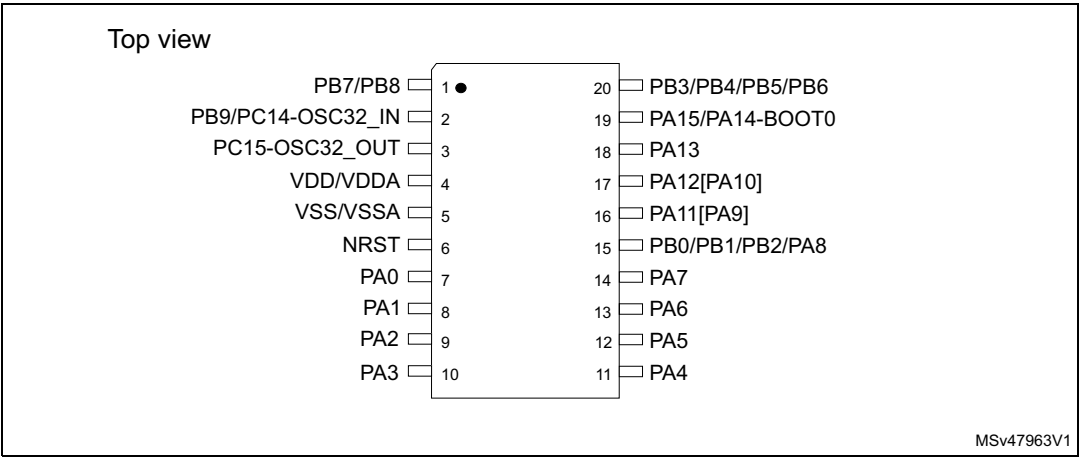 Top view
PB7/PB8 1 20 PB3/PB4/PB5/PB6
PB9/PC14-OSC32_IN 2 19 PA15/PA14-BOOT0
PC15-OSC32_OUT 3 18 PA13
VDD/VDDA 4 17 PA12[PA10]
VSS/VSSA 5 16 PA11[PA9]
NRST 6 15 PB0/PB1/PB2/PA8
PA0 7 14 PA7
PA1 8 13 PA6
PA2 9 12 PA5
PA3 10 11 PA4
MSv47963V1